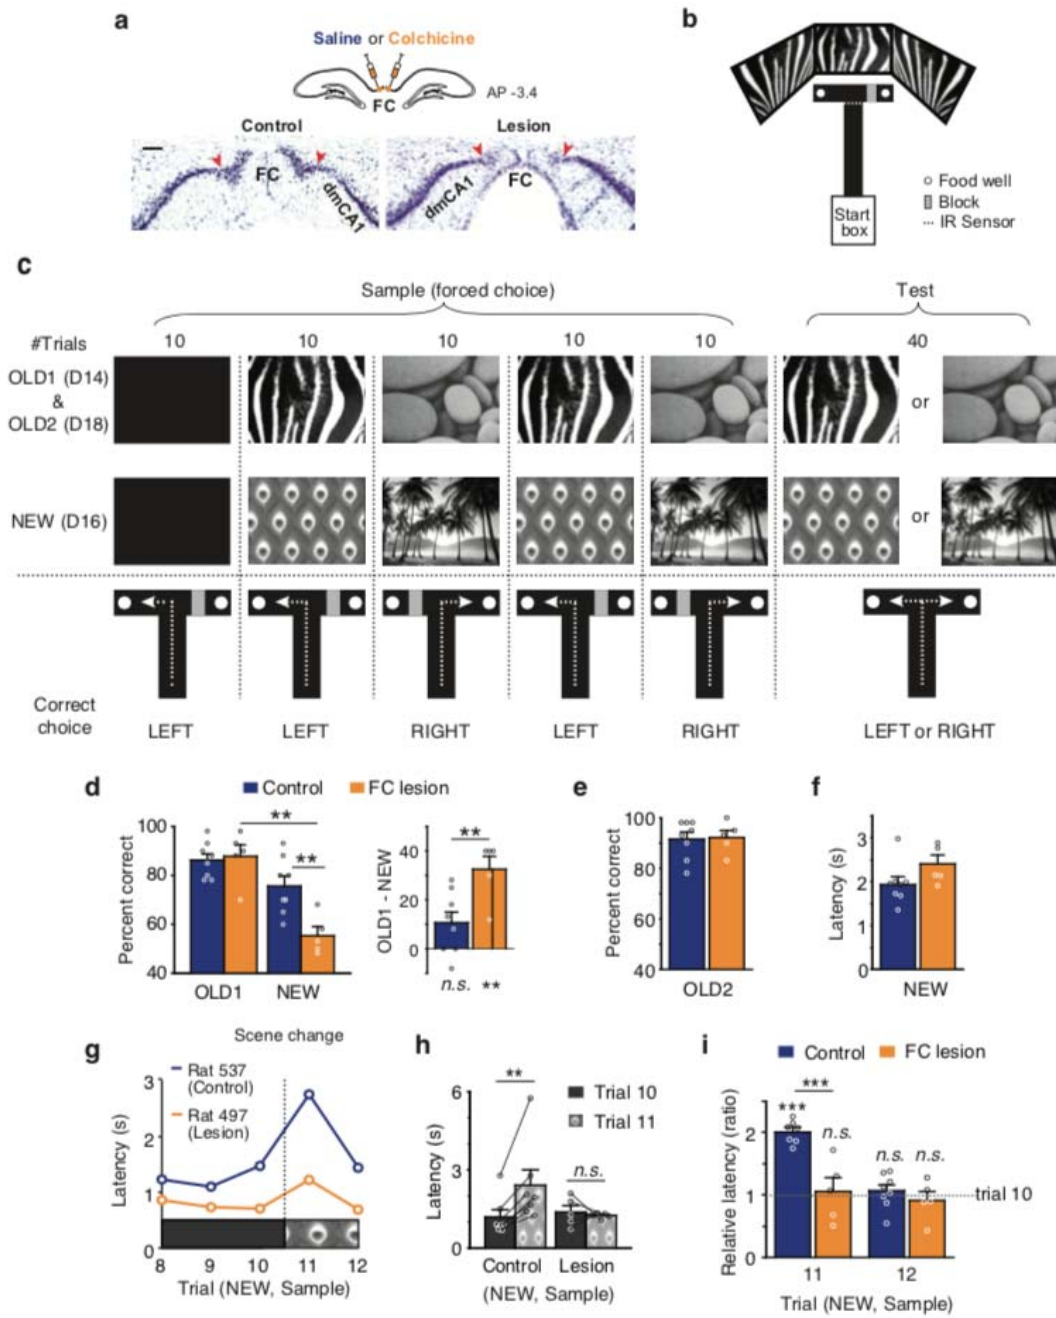 a
Saline or Colchicine
FC
AP -3.4
Control
Lesion
FC
dmCA1
dmCA1
FC
b
Start
box
Food well
Block
IR Sensor
c
Sample (forced choice)
Test
#Trials
10
10
10
10
10
40
OLD1 (D14)
&
OLD2 (D18)
or
NEW (D16)
or
Correct
choice
LEFT
LEFT
RIGHT
LEFT
RIGHT
LEFT or RIGHT
d
Control
FC lesion
Percent correct
100
80
60
40
**
**
OLD1
NEW
OLD1 - NEW
40
20
0
**
n.s.
**
e
Percent correct
100
80
60
40
OLD2
f
Latency (s)
3
2
1
0
NEW
g
Scene change
Rat 537
(Control)
Rat 497
(Lesion)
Latency (s)
3
2
1
0
8
9
10
11
12
Trial (NEW, Sample)
h
Trial 10
Trial 11
Latency (s)
6
3
0
**
n.s.
Control
Lesion
(NEW, Sample)
i
Control
FC lesion
Relative latency (ratio)
2
1
0
***
***
n.s.
n.s.
n.s.
trial 10
11
12
Trial (NEW, Sample)